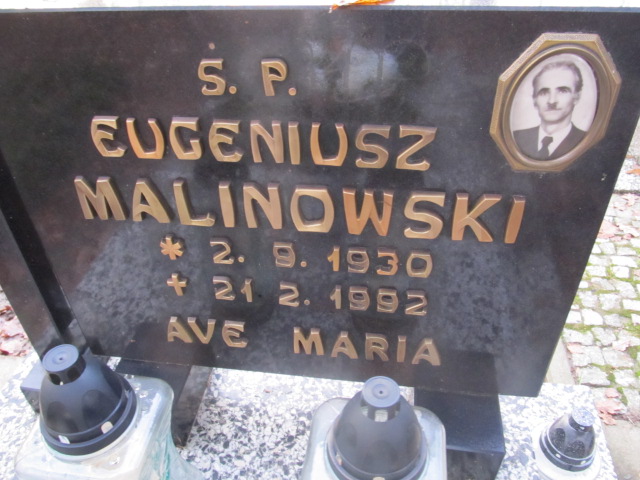 Ś. P.
EUGENIUSZ
MALINOWSKI
* 2. 9. 1930
✝ 21 2. 1992
AVE MARIA